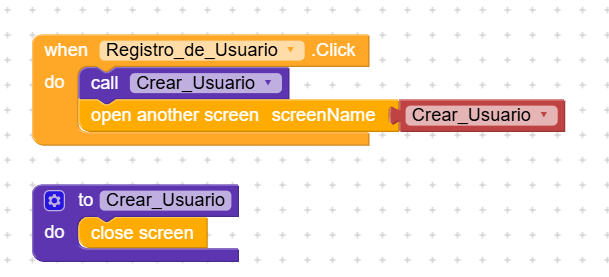 when Registro_de_Usuario .Click
do call Crear_Usuario
open another screen screenName Crear_Usuario
to Crear_Usuario
do close screen